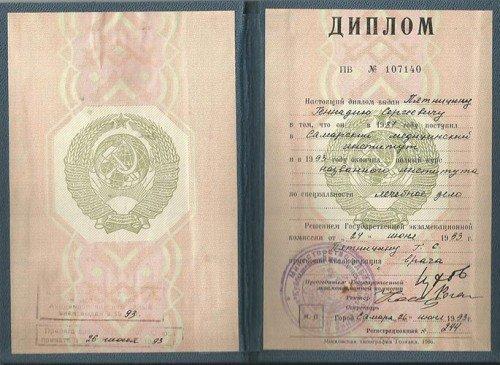 93
26 июня 1993
ДИПЛОМ
ПВ № 107140
Настоящий диплом выдан Пятницину
Геннадию Сергеевичу
в том, что он в 1987 году поступил
в Самарский медицинский
институт
и в 1993 году окончил полный курс
названного института
по специальности лечебное дело
Решением Государственной экзаменационной
комиссии от "24" июня 1993 г.
Пятницину Г. С.
присвоена квалификация врача
Председатель Государственной
экзаменационной комиссии
Ректор
Секретарь
М. П. Город Самара 26 июня 1993 г.
Регистрационный № 244
Московская типография Гознака. 1986.